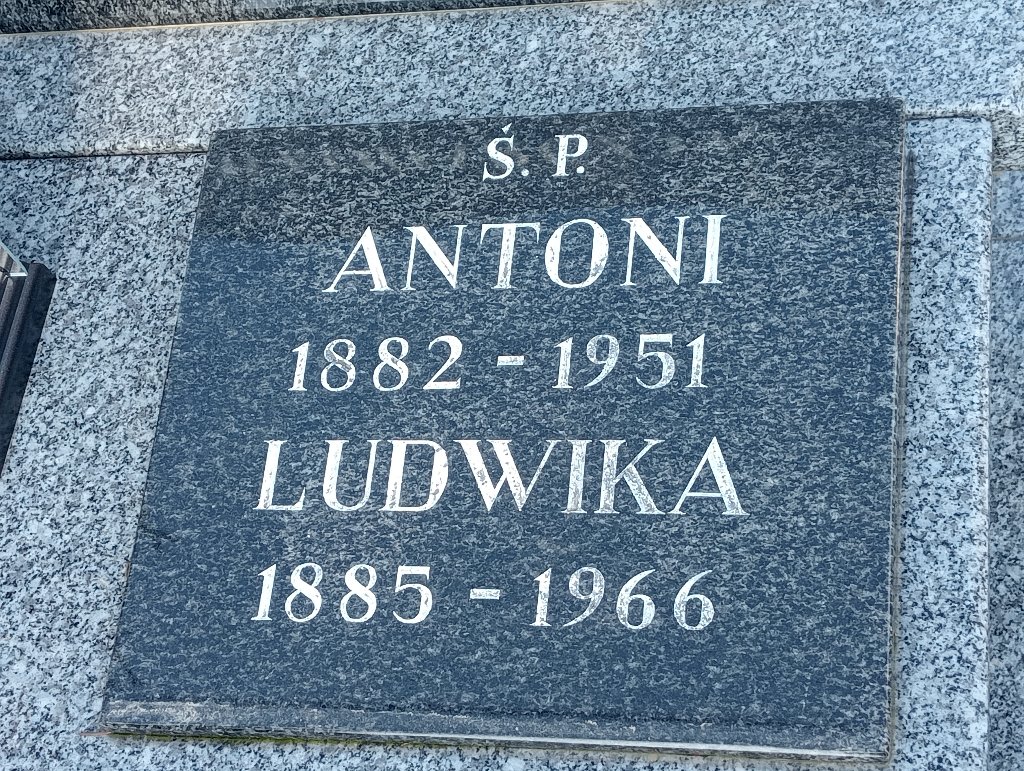 Ś. P.
ANTONI
1882 - 1951
LUDWIKA
1885 - 1966